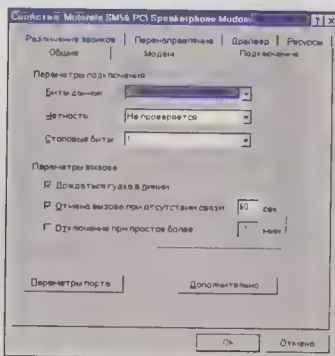 Свойства: Motorola SM56 PCI Speakerphone Modem
Различение звонков Перенаправление Драйвер Ресурсы
Общие Модем Подключение
Параметры подключения
Биты данных
Четность Не проверяется
Стоповые биты 1
Параметры вызова
Дождаться гудка в линии
Отмена вызова при отсутствии связи 60 сек
Отключение при простое более мин
Параметры порта Дополнительно
Ok Отмена